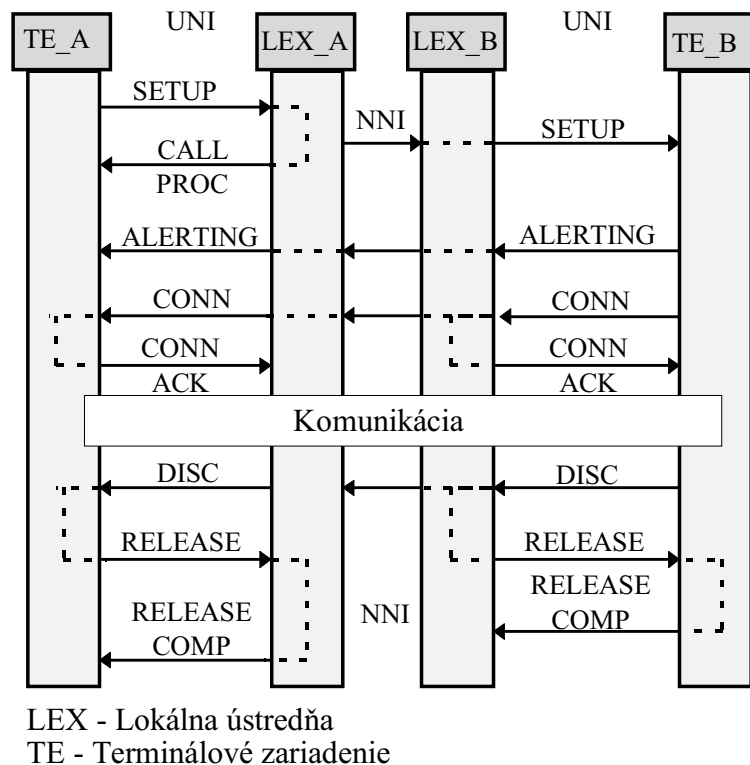 UNI UNI
TE_A LEX_A LEX_B TE_B
SETUP
NNI SETUP
CALL
PROC
ALERTING ALERTING
CONN CONN
CONN CONN
ACK ACK
Komunikácia
DISC DISC
RELEASE RELEASE
RELEASE NNI RELEASE
COMP COMP
LEX - Lokálna ústredňa
TE - Terminálové zariadenie